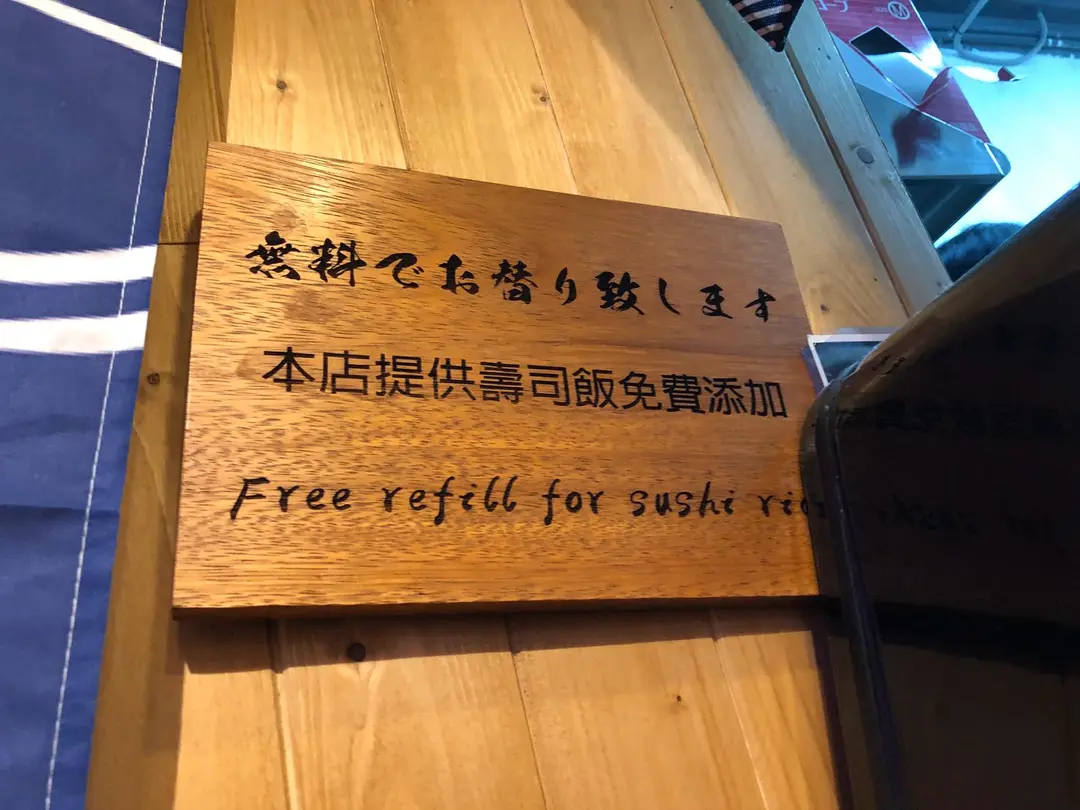 無料でお替り致します
本店提供壽司飯免費添加
Free refill for sushi